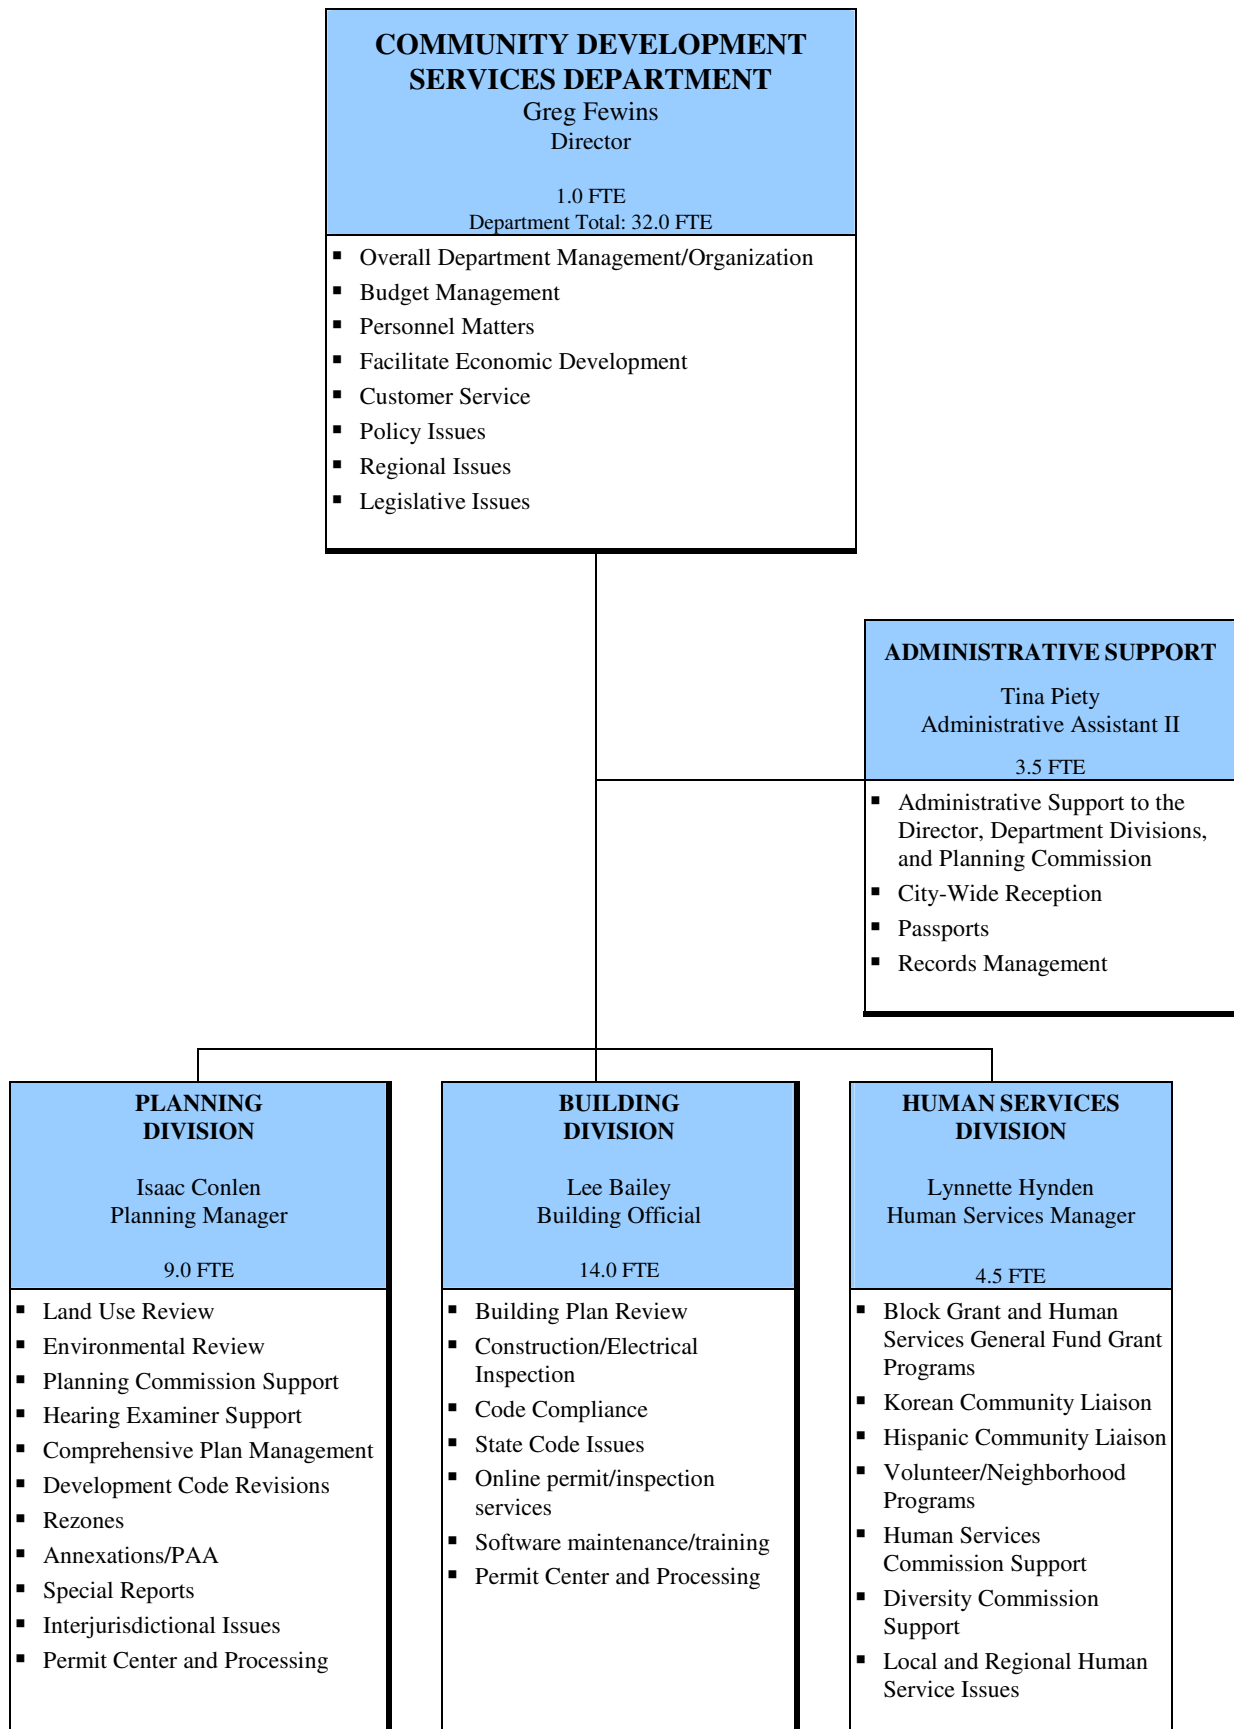 COMMUNITY DEVELOPMENT
SERVICES DEPARTMENT
Greg Fewins
Director
1.0 FTE
Department Total: 32.0 FTE
▪ Overall Department Management/Organization
▪ Budget Management
▪ Personnel Matters
▪ Facilitate Economic Development
▪ Customer Service
▪ Policy Issues
▪ Regional Issues
▪ Legislative Issues
ADMINISTRATIVE SUPPORT
Tina Piety
Administrative Assistant II
3.5 FTE
▪ Administrative Support to the
Director, Department Divisions,
and Planning Commission
▪ City-Wide Reception
▪ Passports
▪ Records Management
PLANNING
DIVISION
Isaac Conlen
Planning Manager
9.0 FTE
▪ Land Use Review
▪ Environmental Review
▪ Planning Commission Support
▪ Hearing Examiner Support
▪ Comprehensive Plan Management
▪ Development Code Revisions
▪ Rezones
▪ Annexations/PAA
▪ Special Reports
▪ Interjurisdictional Issues
▪ Permit Center and Processing
BUILDING
DIVISION
Lee Bailey
Building Official
14.0 FTE
▪ Building Plan Review
▪ Construction/Electrical
Inspection
▪ Code Compliance
▪ State Code Issues
▪ Online permit/inspection
services
▪ Software maintenance/training
▪ Permit Center and Processing
HUMAN SERVICES
DIVISION
Lynnette Hynden
Human Services Manager
4.5 FTE
▪ Block Grant and Human
Services General Fund Grant
Programs
▪ Korean Community Liaison
▪ Hispanic Community Liaison
▪ Volunteer/Neighborhood
Programs
▪ Human Services
Commission Support
▪ Diversity Commission
Support
▪ Local and Regional Human
Service Issues